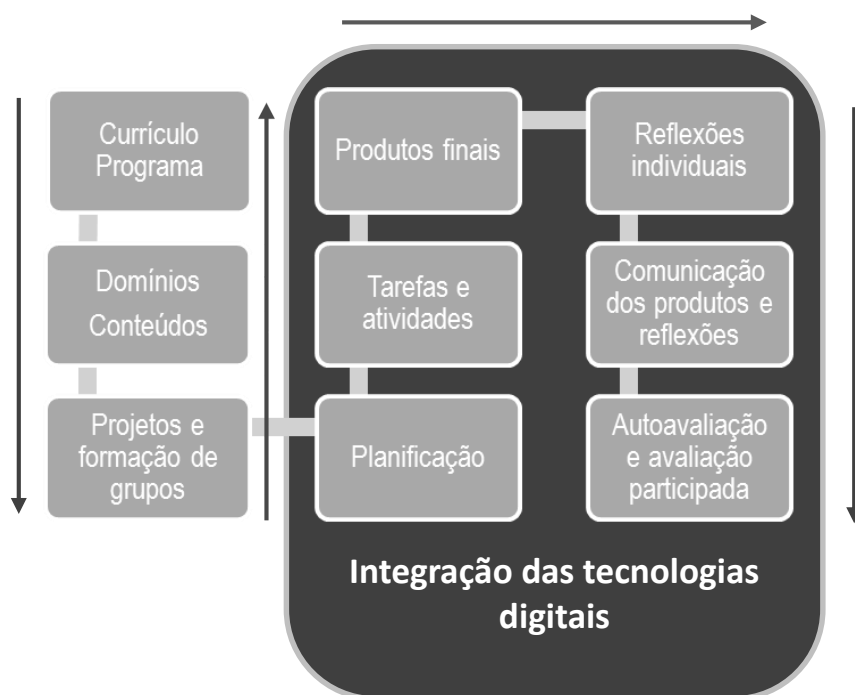 Currículo
Programa
Domínios
Conteúdos
Projetos e
formação de
grupos
Planificação
Tarefas e
atividades
Produtos finais
Reflexões
individuais
Comunicação
dos produtos e
reflexões
Autoavaliação
e avaliação
participada
Integração das tecnologias
digitais